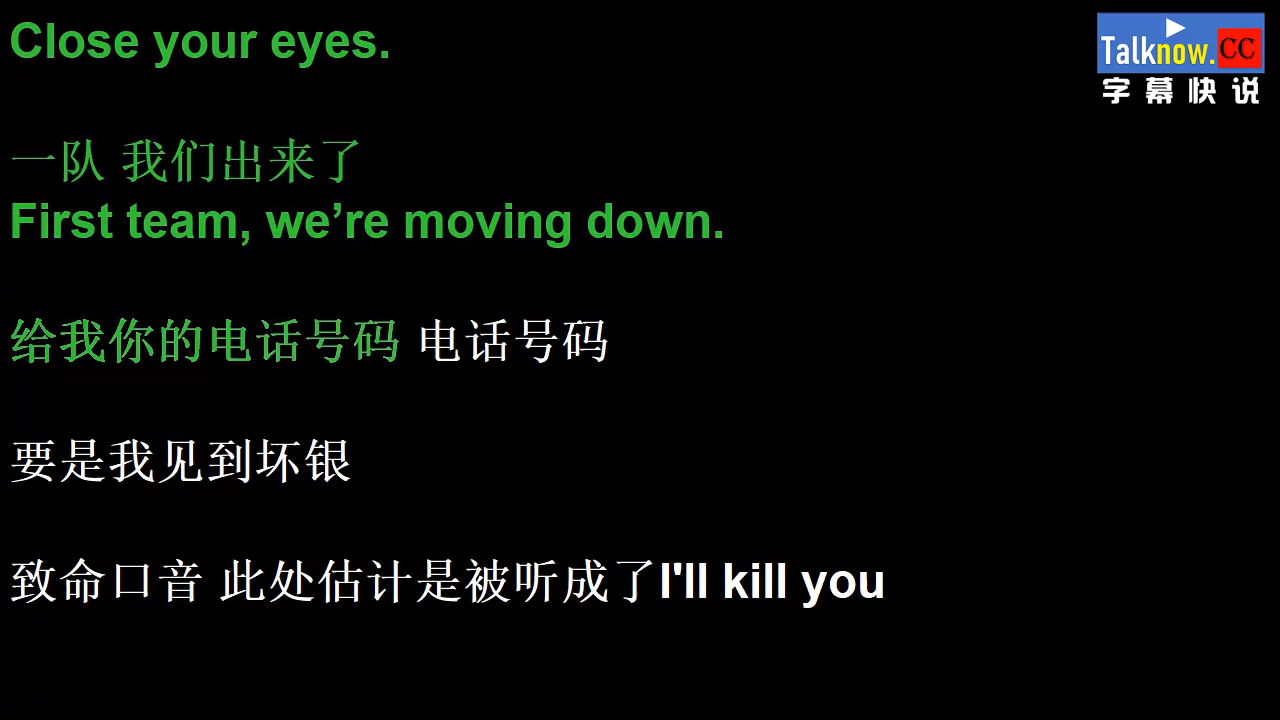 Close your eyes.
Talknow.CC
字幕快说
一队 我们出来了
First team, we’re moving down.
给我你的电话号码 电话号码
要是我见到坏银
致命口音 此处估计是被听成了I'll kill you